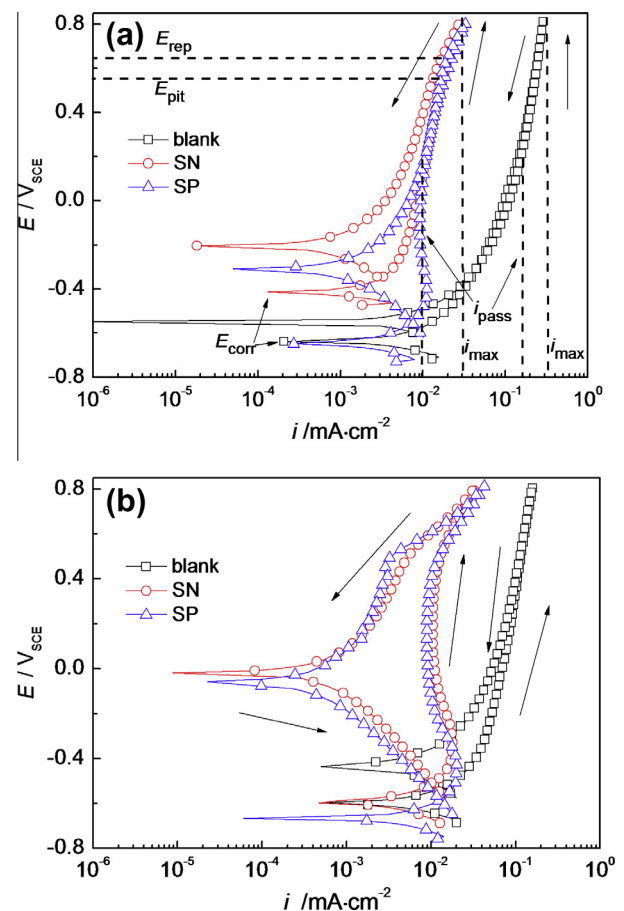 (a)
0.8
0.4
0.0
-0.4
-0.8
E / V_SCE
E_rep
E_pit
blank
SN
SP
E_corr
i_pass
i_max
i_max
10^-6
10^-5
10^-4
10^-3
10^-2
10^-1
10^0
i /mA·cm^-2
(b)
0.8
0.4
0.0
-0.4
-0.8
E / V_SCE
blank
SN
SP
10^-6
10^-5
10^-4
10^-3
10^-2
10^-1
10^0
i /mA·cm^-2